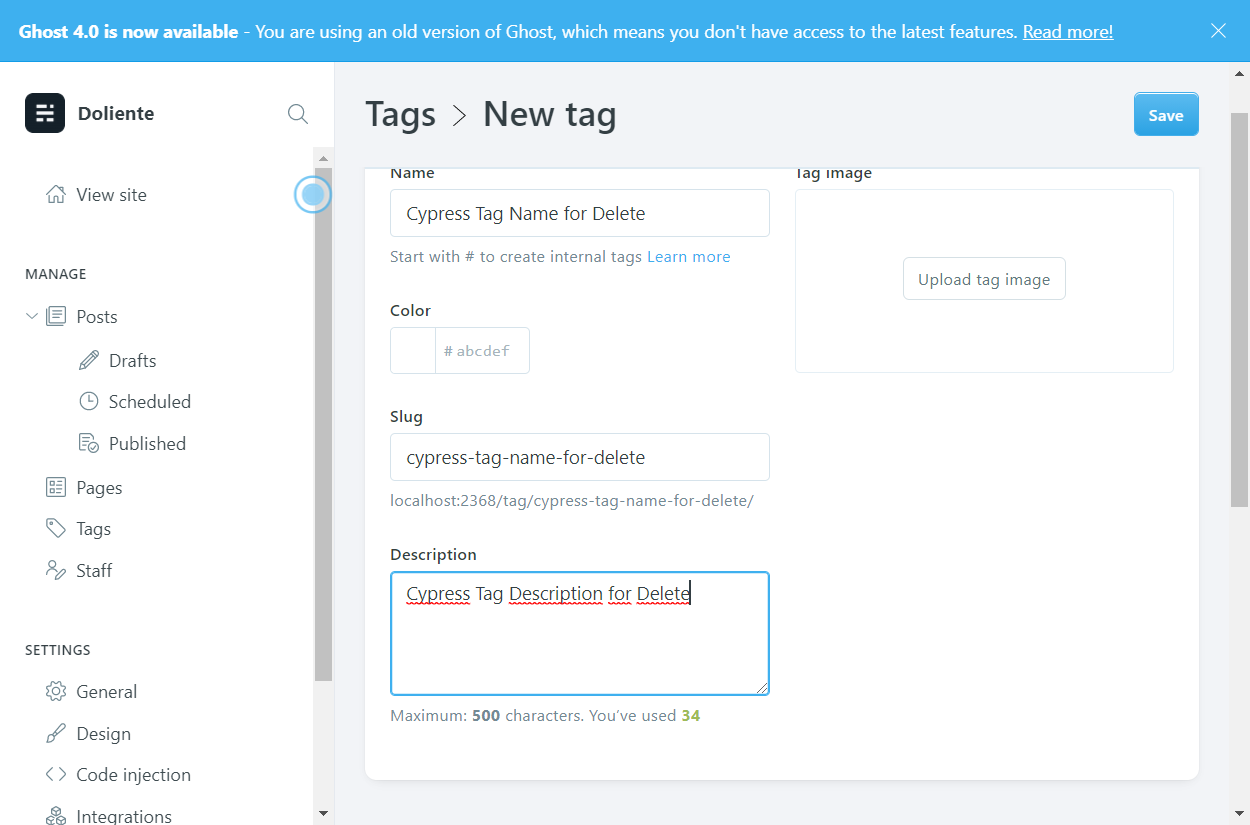 Ghost 4.0 is now available - You are using an old version of Ghost, which means you don't have access to the latest features. Read more!
Doliente
View site
MANAGE
Posts
Drafts
Scheduled
Published
Pages
Tags
Staff
SETTINGS
General
Design
Code injection
Integrations
Tags > New tag
Save
Name
Cypress Tag Name for Delete
Start with # to create internal tags Learn more
Color
# abcdef
Slug
cypress-tag-name-for-delete
localhost:2368/tag/cypress-tag-name-for-delete/
Description
Cypress Tag Description for Delete
Maximum: 500 characters. You’ve used 34
Tag image
Upload tag image